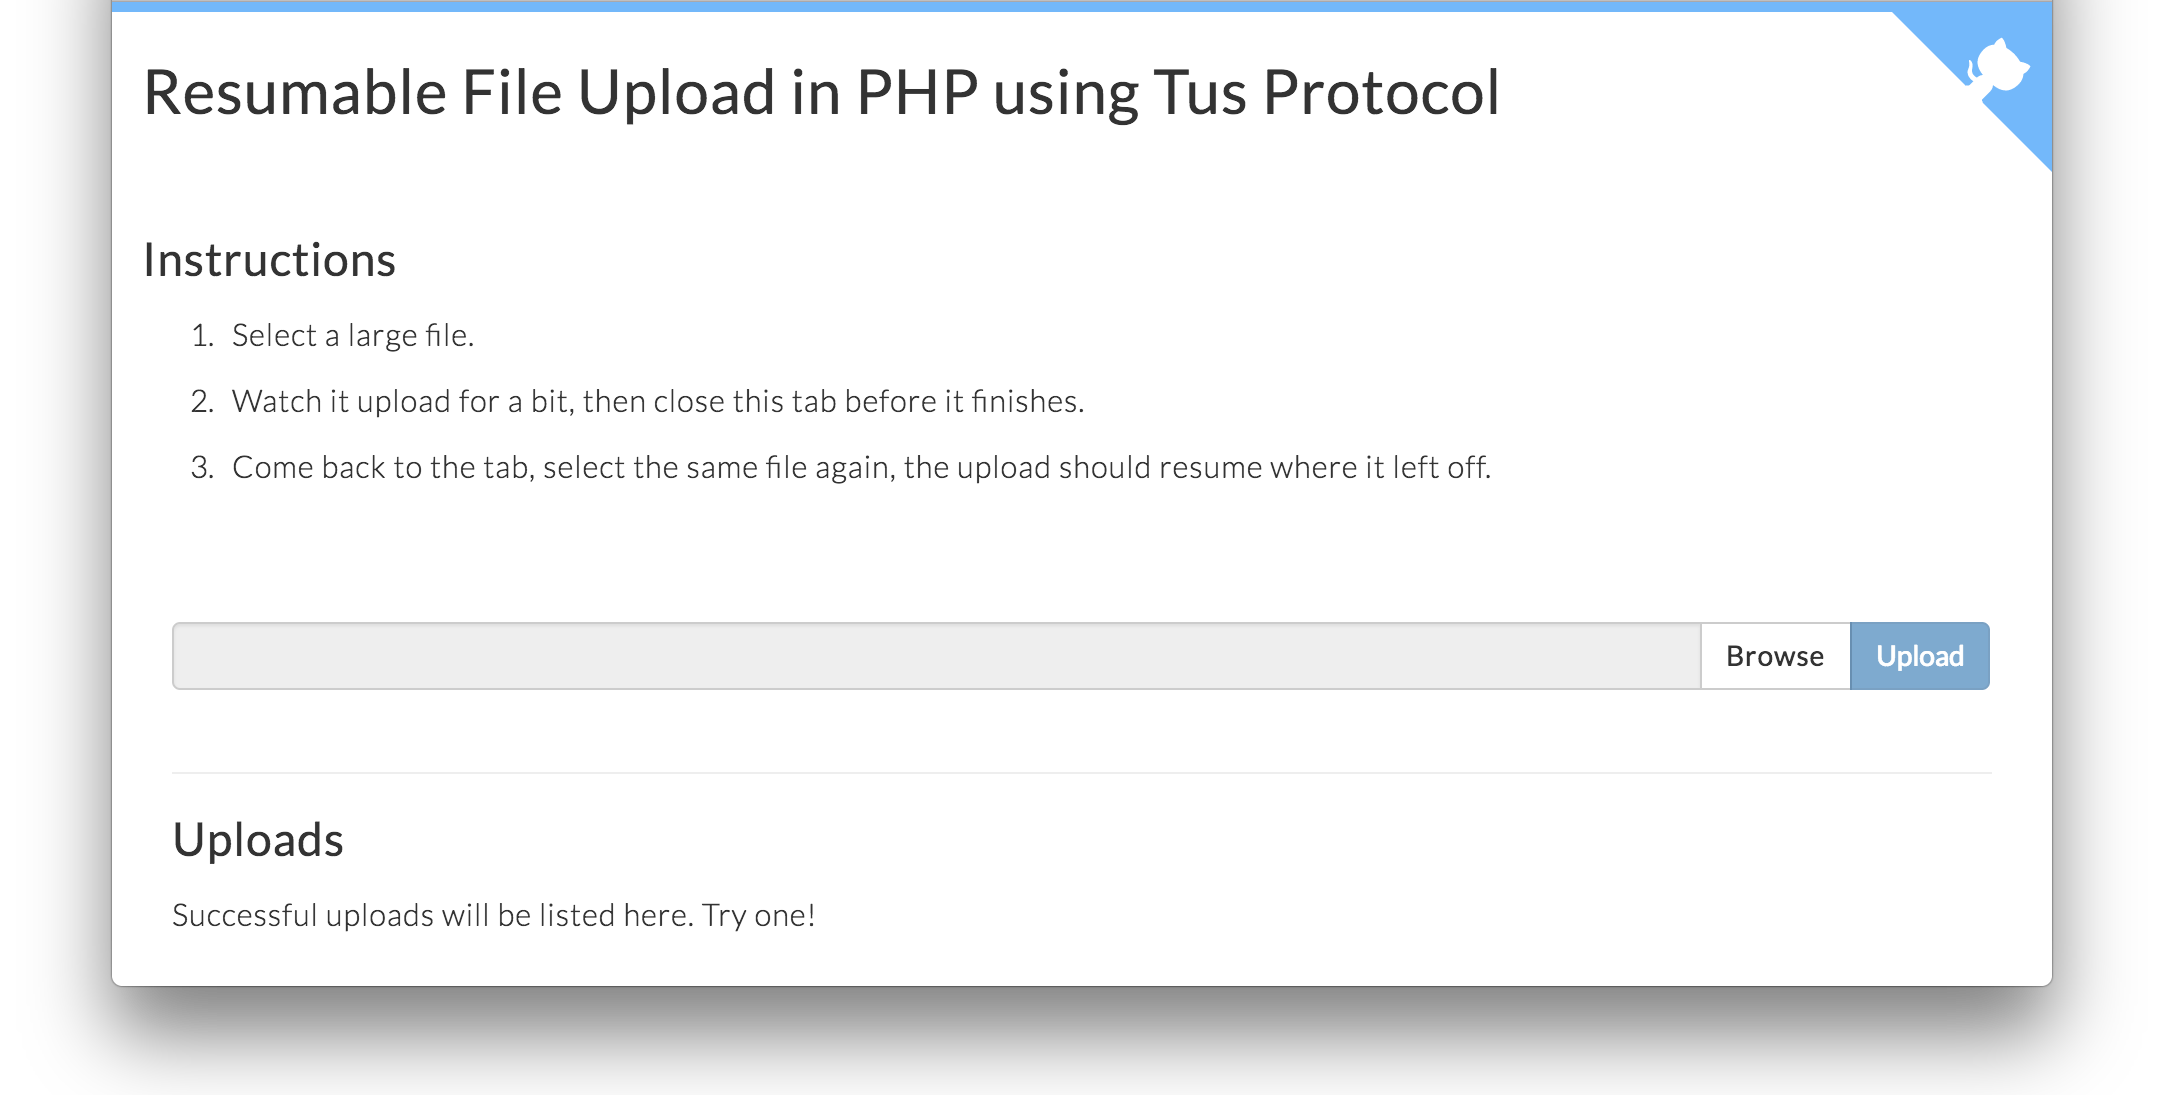 Resumable File Upload in PHP using Tus Protocol
Instructions
1. Select a large file.
2. Watch it upload for a bit, then close this tab before it finishes.
3. Come back to the tab, select the same file again, the upload should resume where it left off.
Browse
Upload
Uploads
Successful uploads will be listed here. Try one!